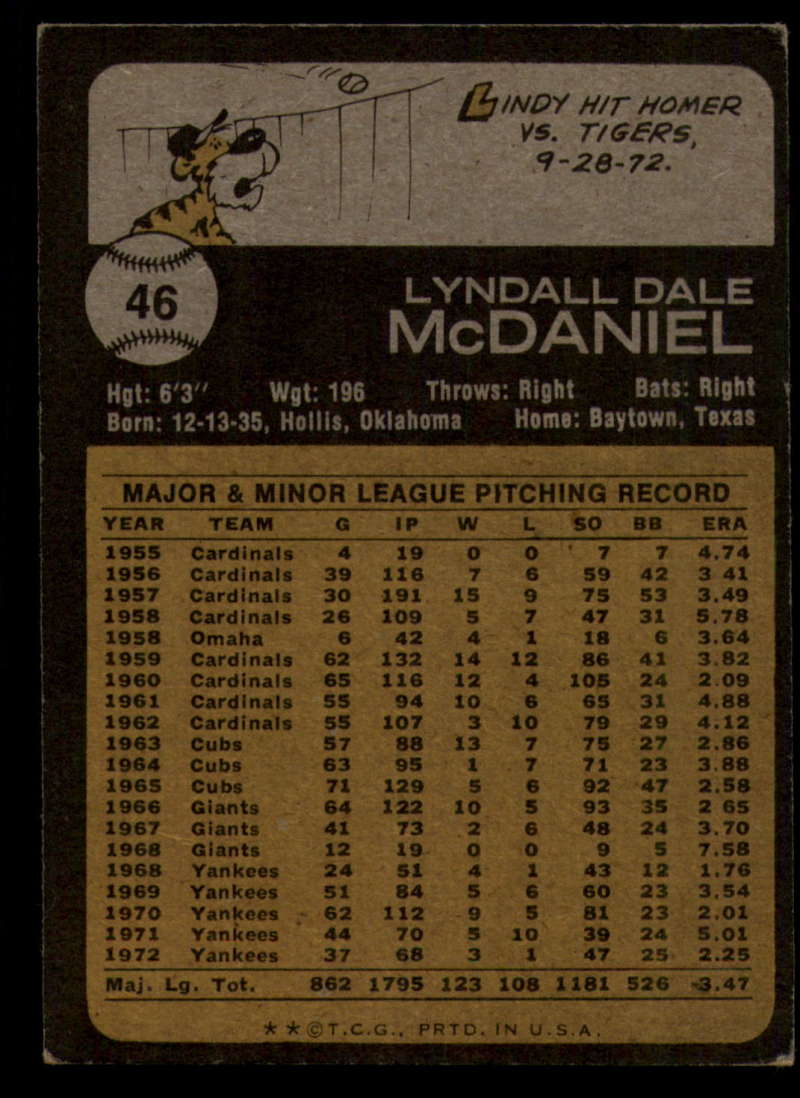 LINDY HIT HOMER
VS. TIGERS,
9-28-72.
46
LYNDALL DALE
McDANIEL
Hgt: 6'3" Wgt: 196 Throws: Right Bats: Right
Born: 12-13-35, Hollis, Oklahoma Home: Baytown, Texas
MAJOR & MINOR LEAGUE PITCHING RECORD
YEAR TEAM G IP W L SO BB ERA
1955 Cardinals 4 19 0 0 7 7 4.74
1956 Cardinals 39 116 7 6 59 42 3 41
1957 Cardinals 30 191 15 9 75 53 3.49
1958 Cardinals 26 109 5 7 47 31 5.78
1958 Omaha 6 42 4 1 18 6 3.64
1959 Cardinals 62 132 14 12 86 41 3.82
1960 Cardinals 65 116 12 4 105 24 2.09
1961 Cardinals 55 94 10 6 65 31 4.88
1962 Cardinals 55 107 3 10 79 29 4.12
1963 Cubs 57 88 13 7 75 27 2.86
1964 Cubs 63 95 1 7 71 23 3.88
1965 Cubs 71 129 5 6 92 47 2.58
1966 Giants 64 122 10 5 93 35 2 65
1967 Giants 41 73 2 6 48 24 3.70
1968 Giants 12 19 0 0 9 5 7.58
1968 Yankees 24 51 4 1 43 12 1.76
1969 Yankees 51 84 5 6 60 23 3.54
1970 Yankees 62 112 9 5 81 23 2.01
1971 Yankees 44 70 5 10 39 24 5.01
1972 Yankees 37 68 3 1 47 25 2.25
Maj. Lg. Tot. 862 1795 123 108 1181 526 3.47
* * © T.C.G., PRTD. IN U.S.A.